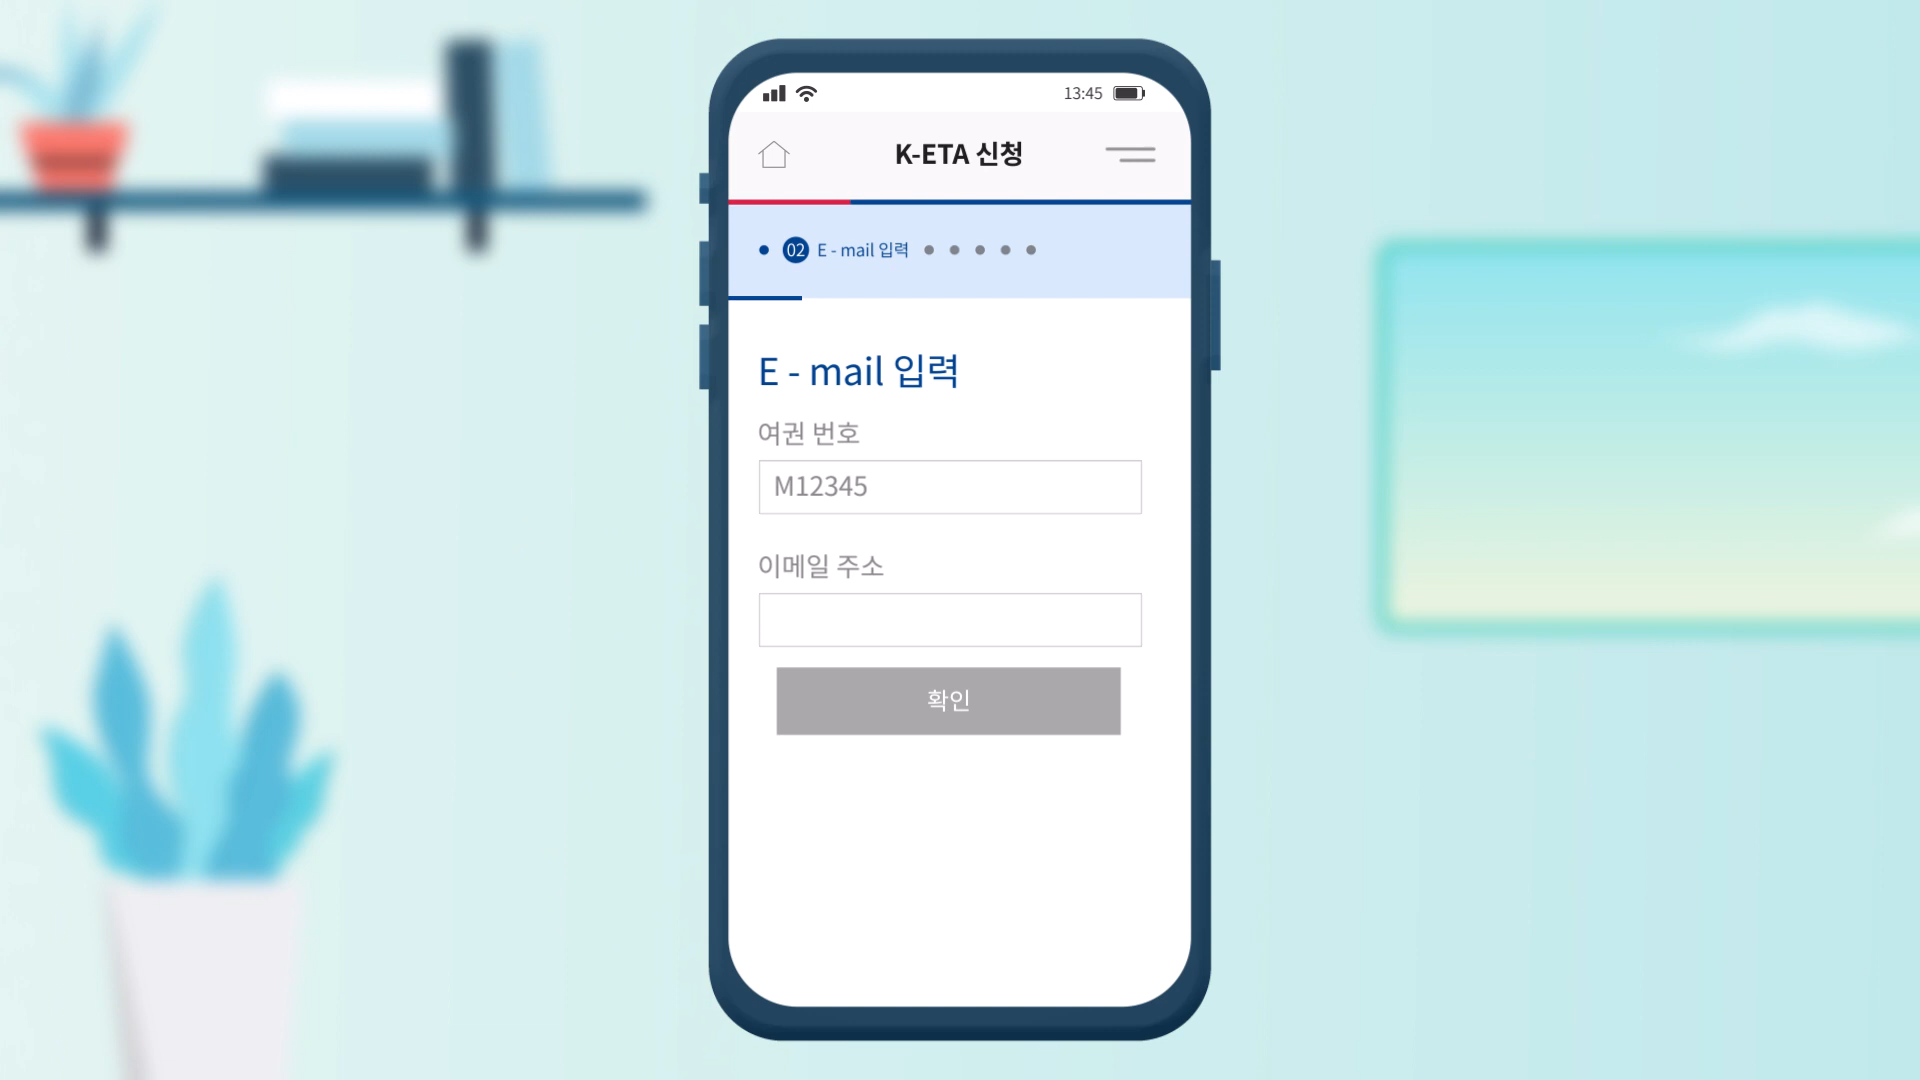 13:45
K-ETA 신청
02 E - mail 입력
E - mail 입력
여권 번호
M12345
이메일 주소
확인